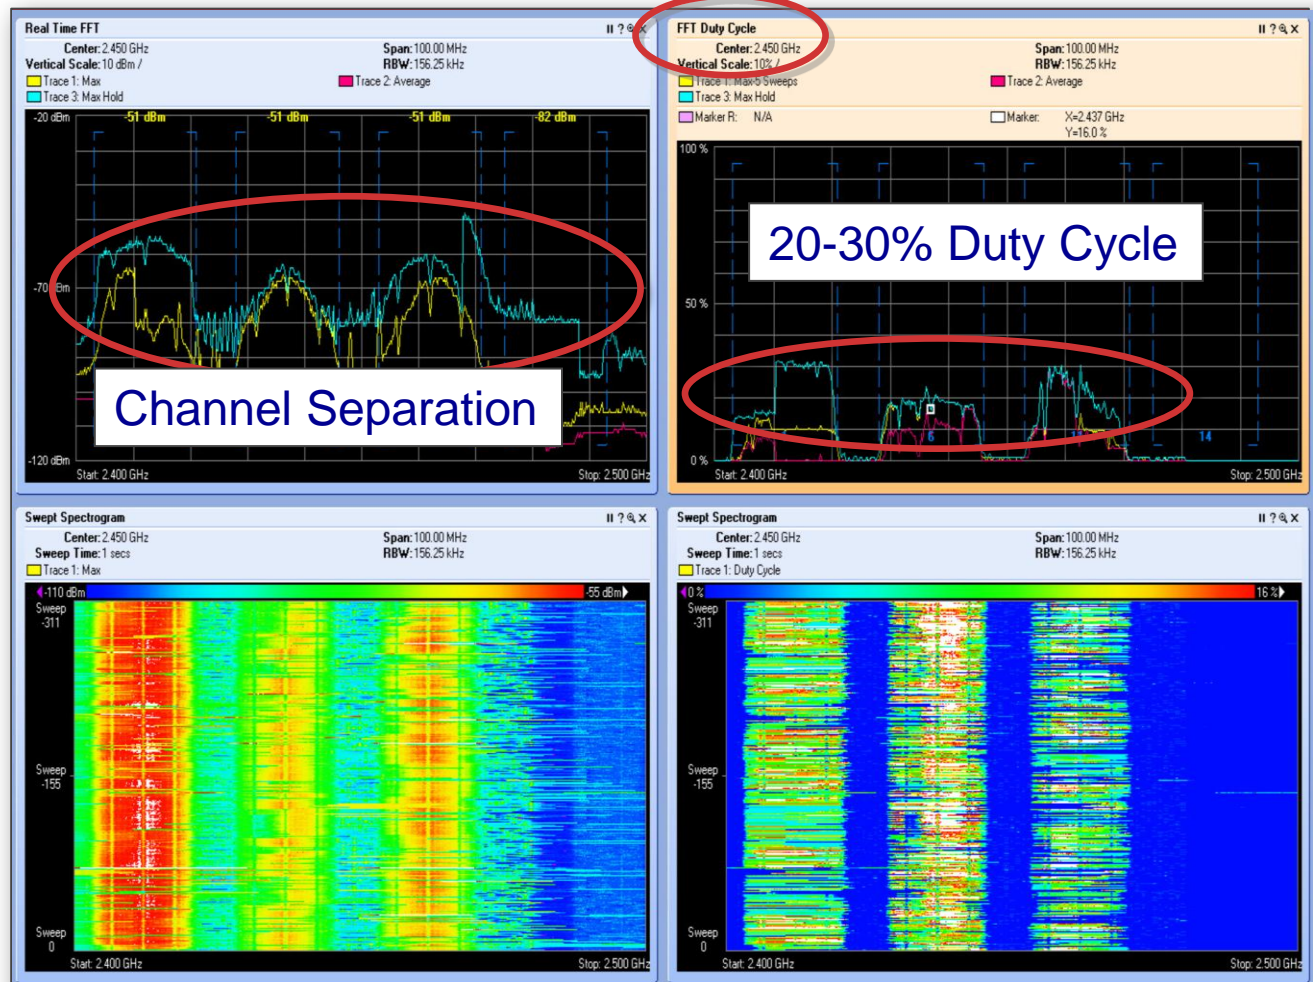 Real Time FFT
Center: 2.450 GHz
Span: 100.00 MHz
Vertical Scale: 10 dBm /
RBW: 156.25 kHz
Trace 1: Max
Trace 2: Average
Trace 3: Max Hold
-20 dBm
-51 dBm
-51 dBm
-51 dBm
-82 dBm
-70 dBm
Channel Separation
-120 dBm
Start: 2.400 GHz
Stop: 2.500 GHz
FFT Duty Cycle
Center: 2.450 GHz
Span: 100.00 MHz
Vertical Scale: 10% /
RBW: 156.25 kHz
Trace 1: Max-5 Sweeps
Trace 2: Average
Trace 3: Max Hold
Marker R: N/A
Marker: X=2.437 GHz
Y=16.0 %
100 %
20-30% Duty Cycle
50 %
6
14
0 %
Start: 2.400 GHz
Stop: 2.500 GHz
Swept Spectrogram
Center: 2.450 GHz
Span: 100.00 MHz
Sweep Time: 1 secs
RBW: 156.25 kHz
Trace 1: Max
-110 dBm
-55 dBm
Sweep
-311
Sweep
-155
Sweep
0
Start: 2.400 GHz
Stop: 2.500 GHz
Swept Spectrogram
Center: 2.450 GHz
Span: 100.00 MHz
Sweep Time: 1 secs
RBW: 156.25 kHz
Trace 1: Duty Cycle
0 %
16 %
Sweep
-311
Sweep
-155
Sweep
0
Start: 2.400 GHz
Stop: 2.500 GHz